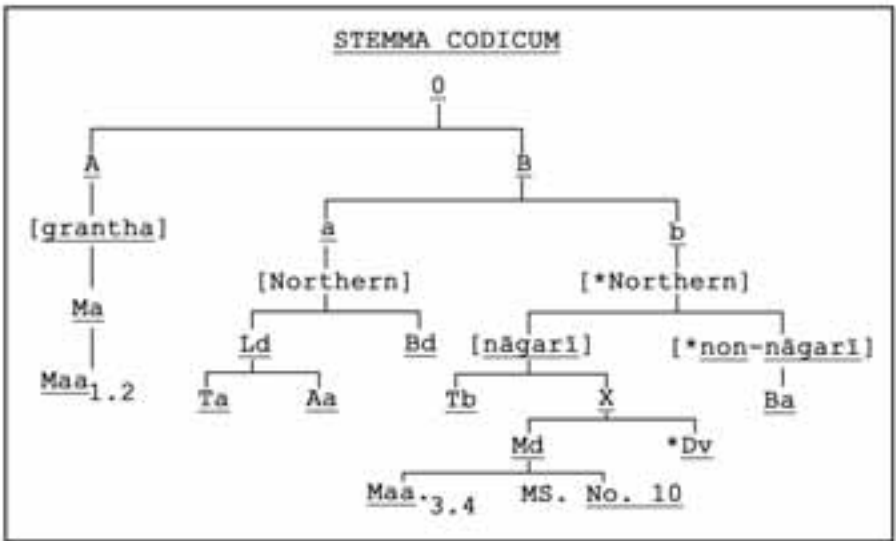 STEMMA CODICUM
O
A B
[grantha] a b
[Northern] [*Northern]
Ma
Ld Bd [nāgarī] [*non-nāgarī]
Maa1.2 Ta Aa Tb X Ba
Md *Dv
Maa.3.4 MS. No. 10